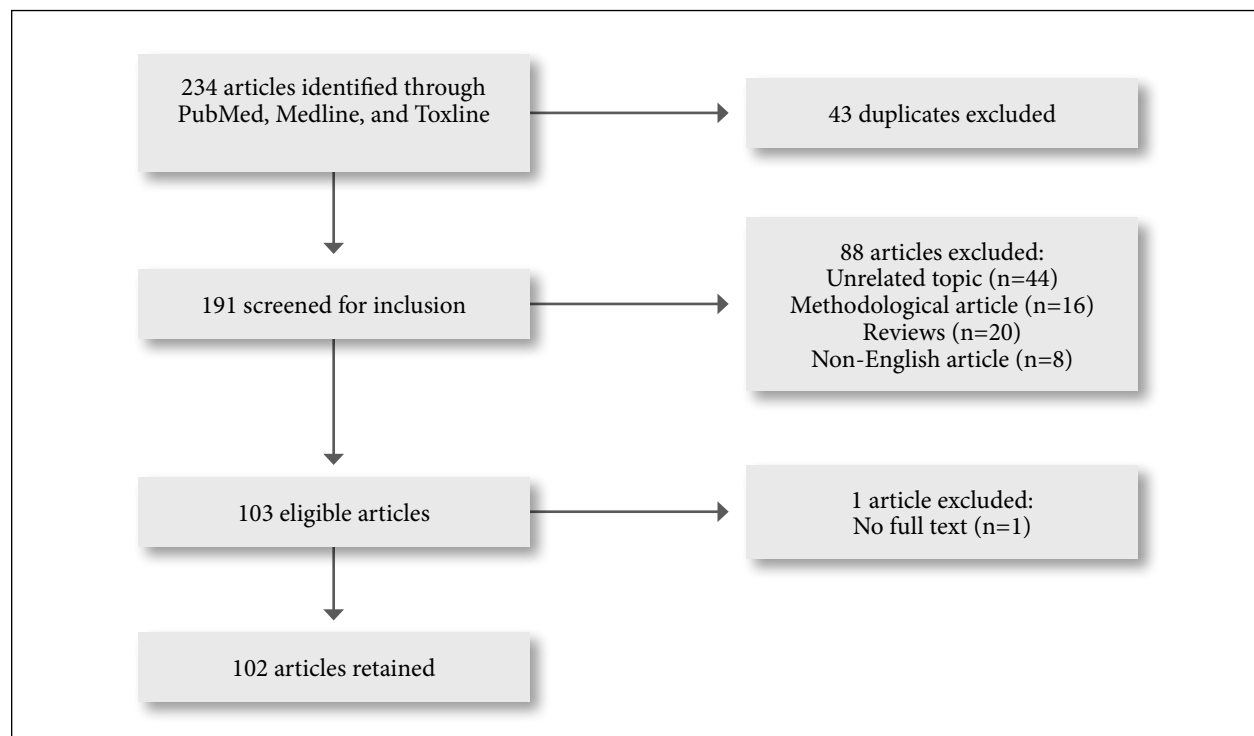 234 articles identified through
PubMed, Medline, and Toxline
43 duplicates excluded
191 screened for inclusion
88 articles excluded:
Unrelated topic (n=44)
Methodological article (n=16)
Reviews (n=20)
Non-English article (n=8)
103 eligible articles
1 article excluded:
No full text (n=1)
102 articles retained